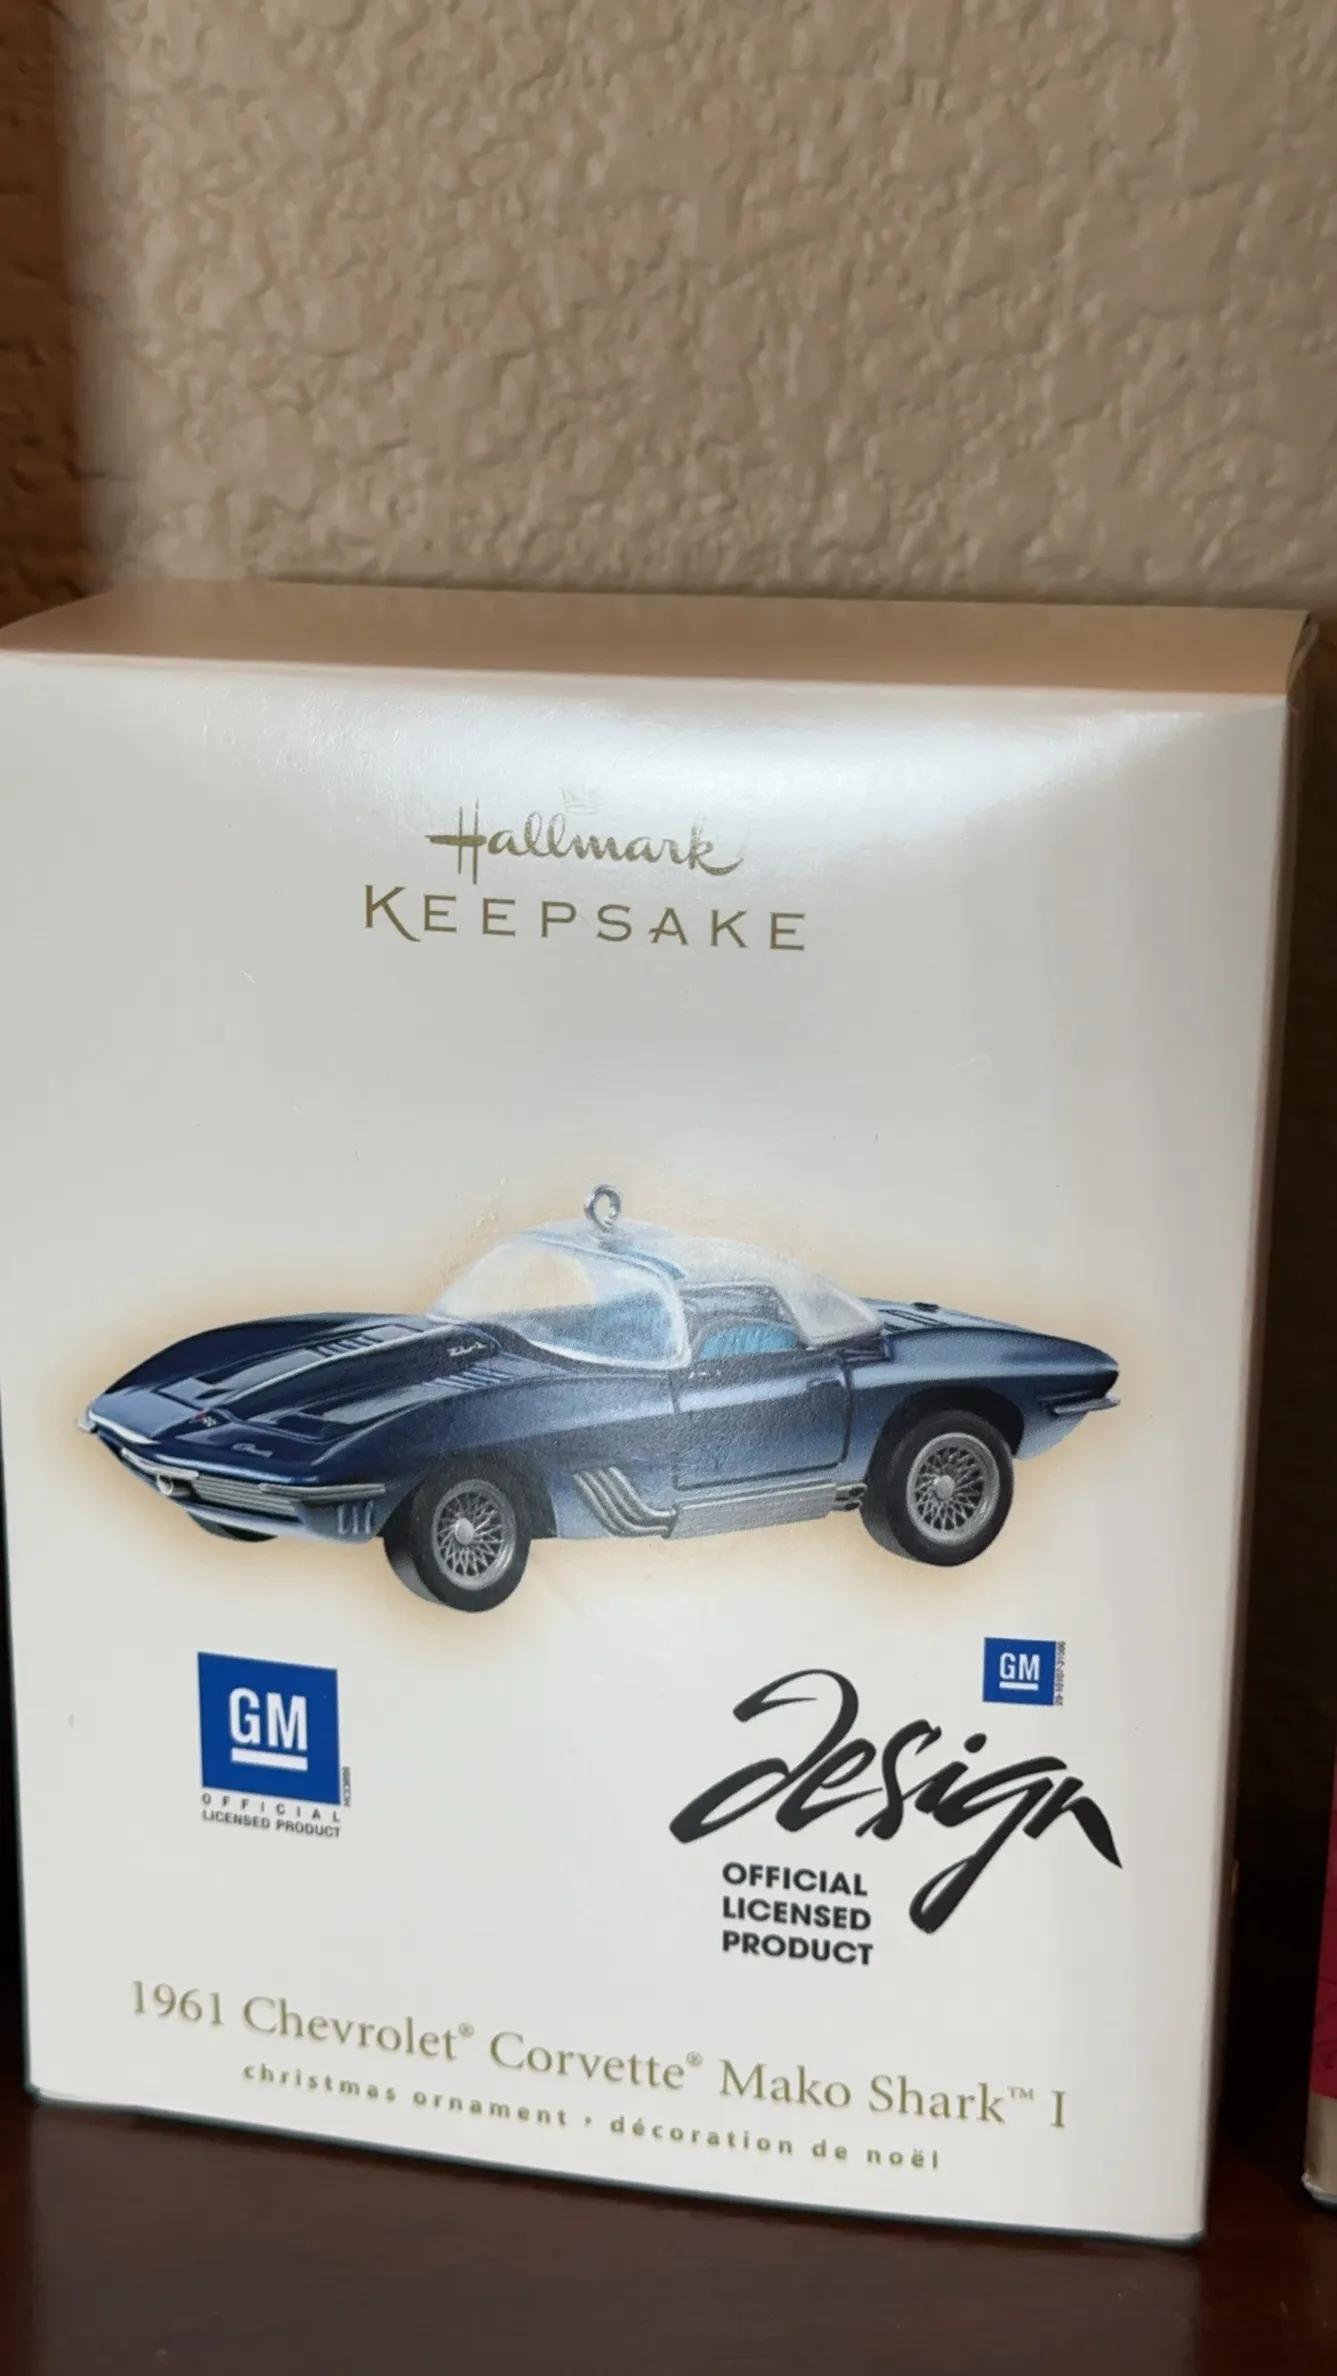 Hallmark
KEEPSAKE
GM
OFFICIAL
LICENSED PRODUCT
GM
design
OFFICIAL
LICENSED
PRODUCT
1961 Chevrolet® Corvette® Mako Shark™ I
christmas ornament · décoration de noël